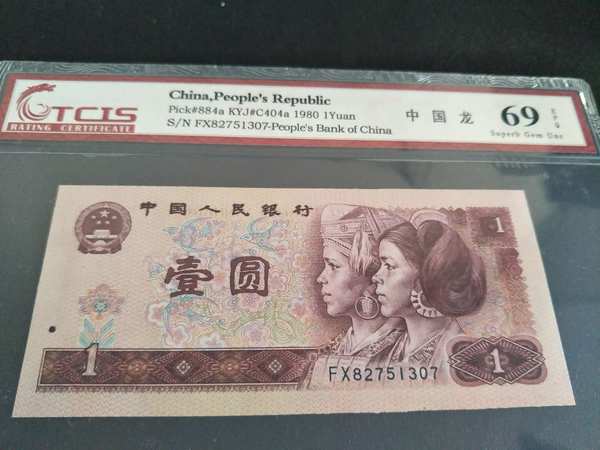 TCIS
RATING CERTIFICATE
China,People's Republic
Pick#884a KYJ#C404a 1980 1Yuan
S/N FX82751307-People's Bank of China
中国龙
69
EPQ
Superb Gem Unc
中国人民银行
1
壹圆
1
FX82751307
1